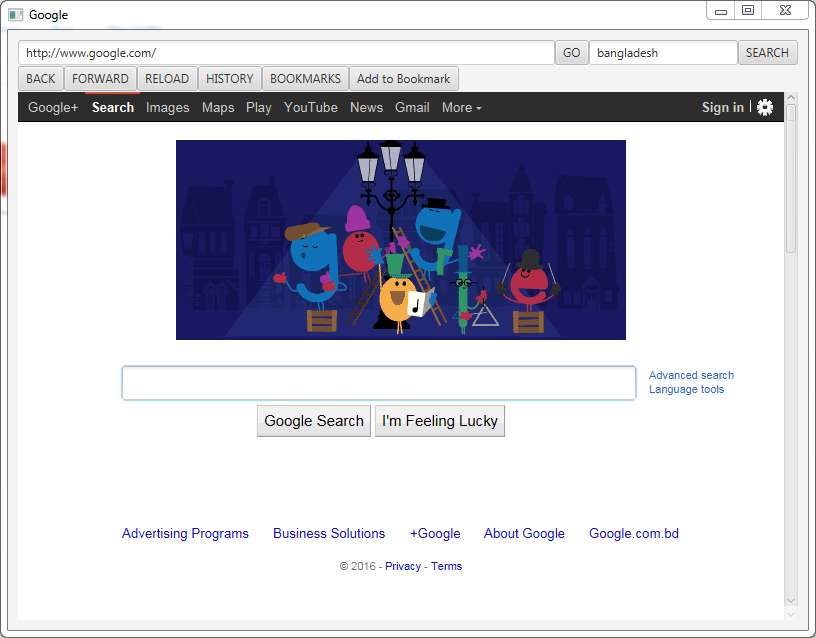 Google
http://www.google.com/ GO bangladesh SEARCH
BACK FORWARD RELOAD HISTORY BOOKMARKS Add to Bookmark
Google+ Search Images Maps Play YouTube News Gmail More Sign in
Advanced search
Language tools
Google Search I'm Feeling Lucky
Advertising Programs Business Solutions +Google About Google Google.com.bd
© 2016 - Privacy - Terms